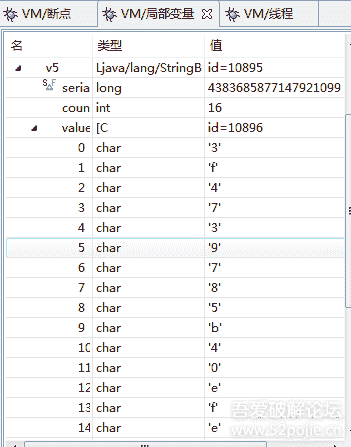 VM/断点 VM/局部变量 VM/线程
名 类型 值
v5 Ljava/lang/StringB id=10895
seria long 4383685877147921099
coun int 16
value [C id=10896
0 char '3'
1 char 'f'
2 char '4'
3 char '7'
4 char '3'
5 char '9'
6 char '7'
7 char '8'
8 char '5'
9 char 'b'
10 char '4'
11 char '0'
12 char 'e'
13 char 'f'
14 char 'e'
吾爱破解论坛
www.52pojie.cn